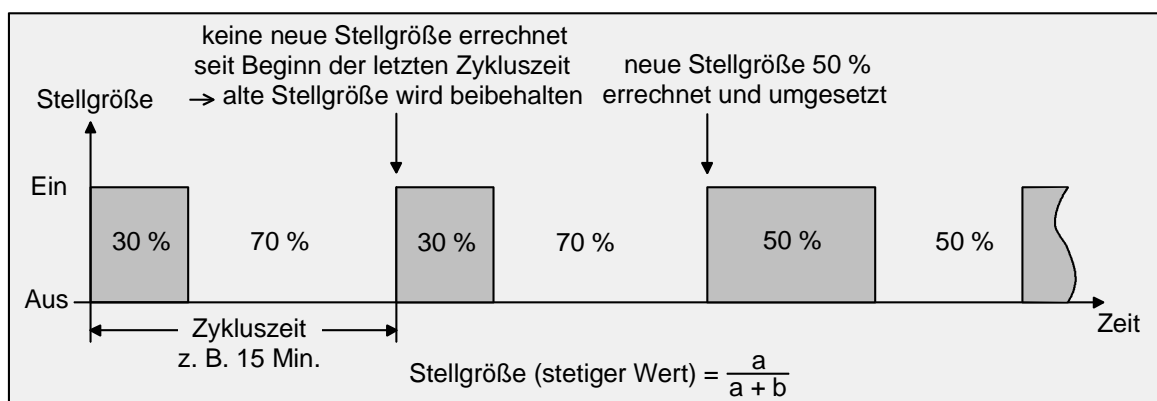 keine neue Stellgröße errechnet
seit Beginn der letzten Zykluszeit
→ alte Stellgröße wird beibehalten
neue Stellgröße 50 %
errechnet und umgesetzt
Stellgröße
Ein
30 %
70 %
30 %
70 %
50 %
50 %
Aus
Zeit
Zykluszeit
z. B. 15 Min.
Stellgröße (stetiger Wert) = a / a + b